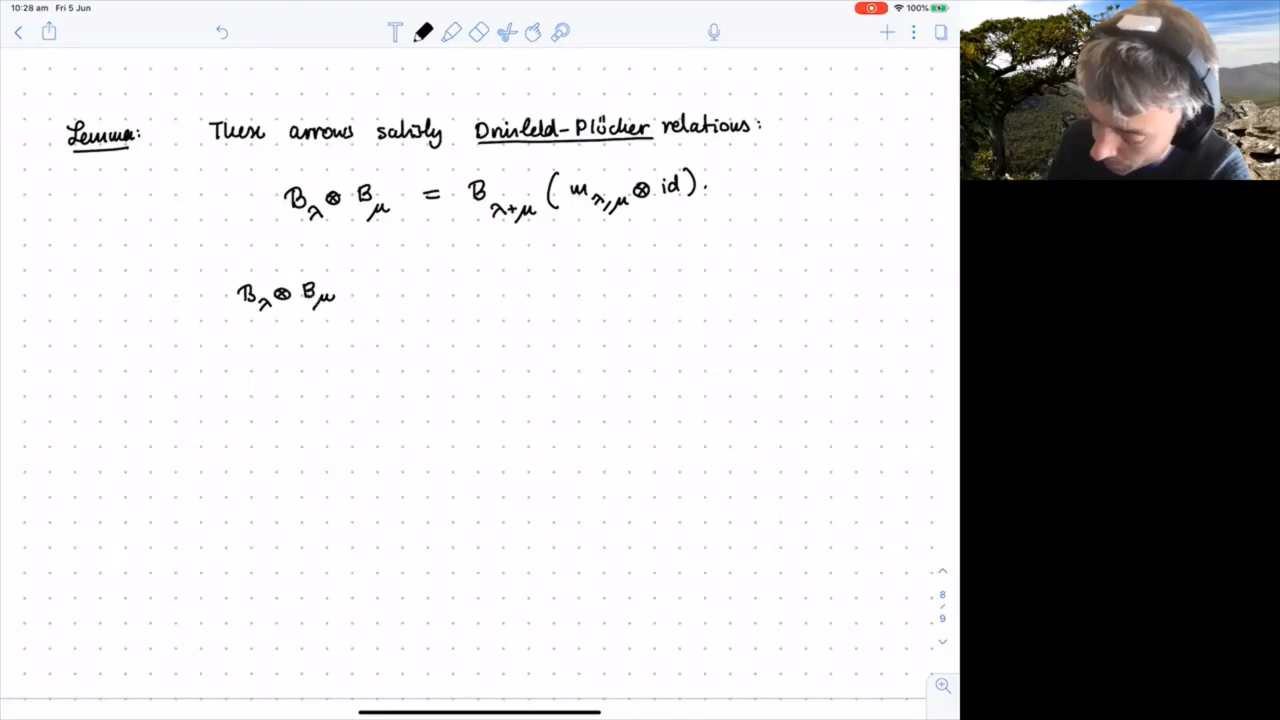 10:28 am Fri 5 Jun
100%
Lemma: These arrows satisfy Drinfeld-Plücker relations:
B_λ ⊗ B_μ = B_{λ+μ} ( m_{λ,μ} ⊗ id ).
B_λ ⊗ B_μ
8
/
9